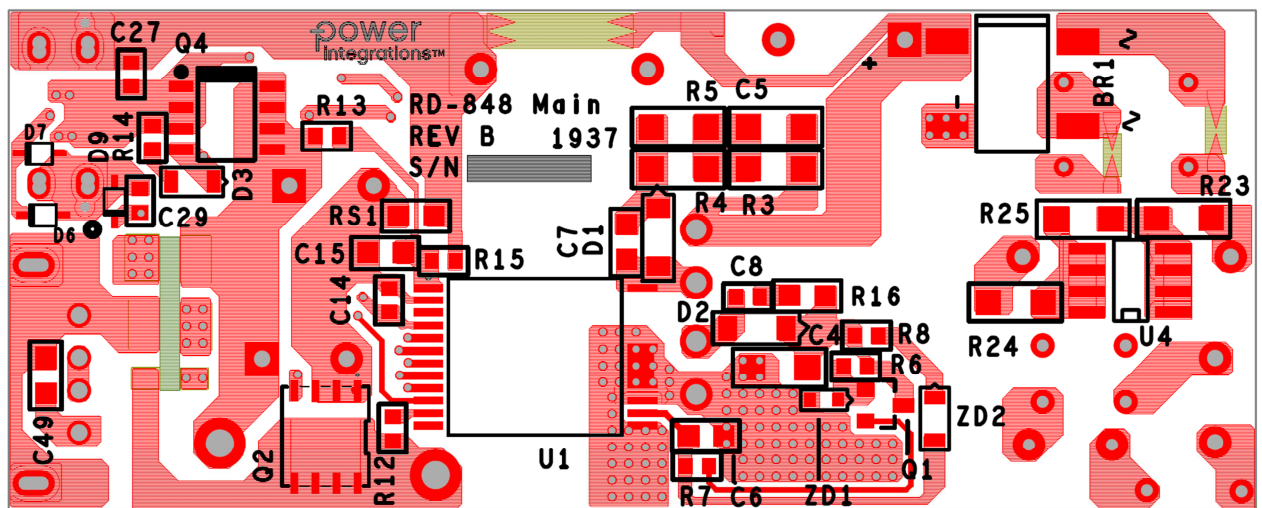 C27
Q4
power
integrations™
+
-
~
~
BR1
D7
D9
R14
R13
RD-848 Main
REV B 1937
S/N
R5 C5
R4 R3
D3
C29
D6
RS1
C15
R15
C14
C7
D1
C8
R16
D2
C4
R8
R6
R25
R23
R24
U4
C49
Q2
R12
U1
ZD2
R7
C6
ZD1
Q1